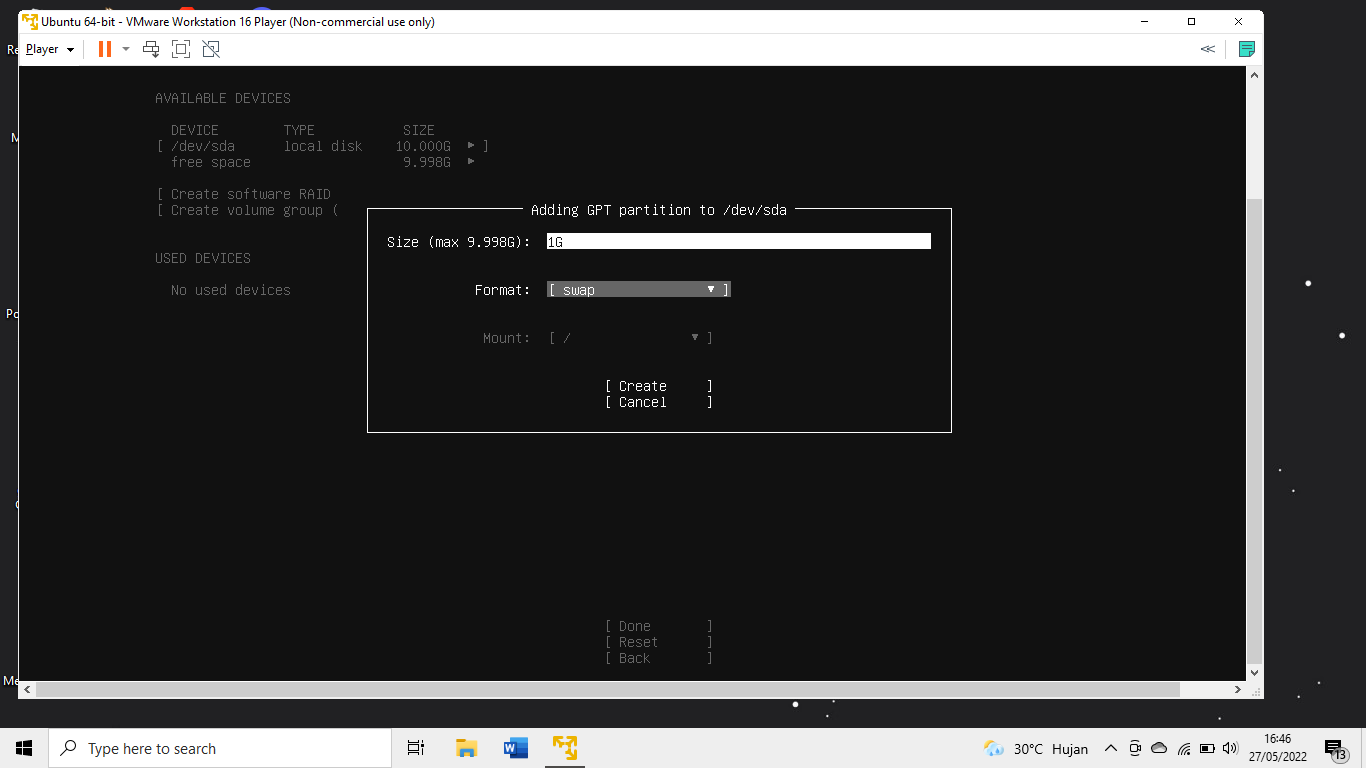 Ubuntu 64-bit - VMware Workstation 16 Player (Non-commercial use only)
Player
AVAILABLE DEVICES
DEVICE TYPE SIZE
[ /dev/sda local disk 10.000G ▸ ]
free space 9.998G ▸
[ Create software RAID
[ Create volume group (
Adding GPT partition to /dev/sda
Size (max 9.998G): 1G
Format: [ swap ▾ ]
Mount: [ / ▾ ]
[ Create ]
[ Cancel ]
USED DEVICES
No used devices
[ Done ]
[ Reset ]
[ Back ]
Type here to search
30°C Hujan
16:46
27/05/2022
13